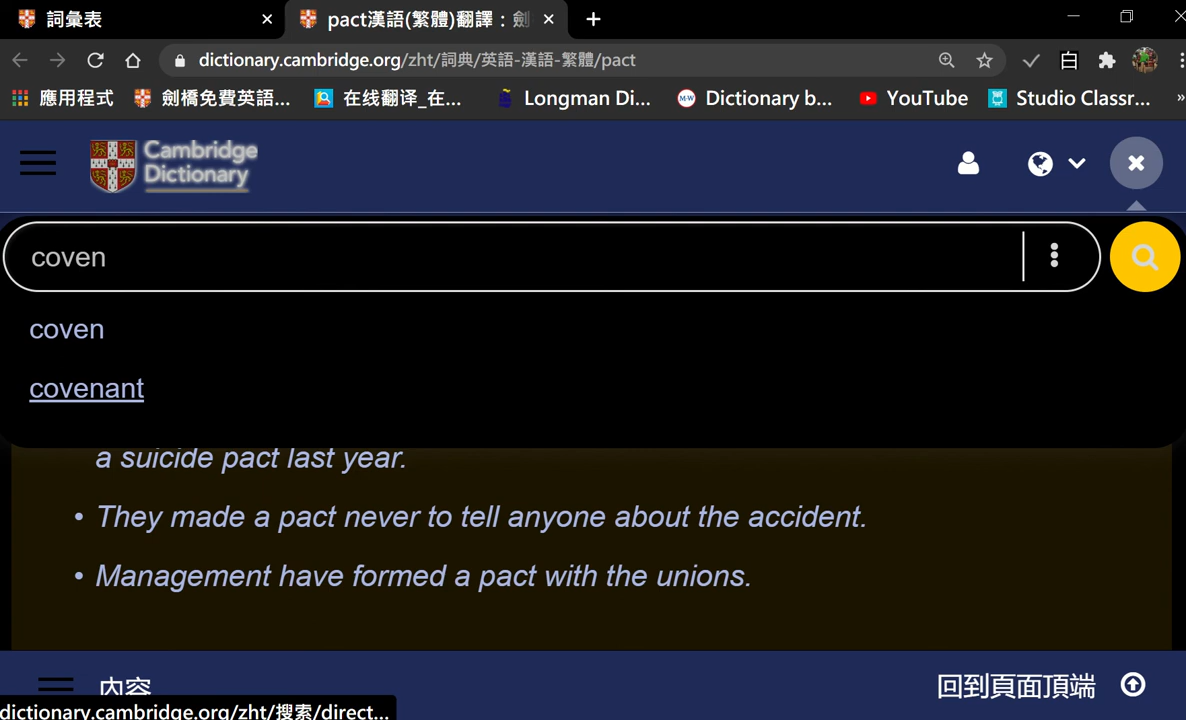 詞彙表
pact漢語(繁體)翻譯：劍
dictionary.cambridge.org/zht/詞典/英語-漢語-繁體/pact
應用程式 劍橋免費英語... 在线翻译_在... Longman Di... Dictionary b... YouTube Studio Classr... »
Cambridge
Dictionary
coven
coven
covenant
a suicide pact last year.
• They made a pact never to tell anyone about the accident.
• Management have formed a pact with the unions.
內容 回到頁面頂端
dictionary.cambridge.org/zht/搜索/direct...